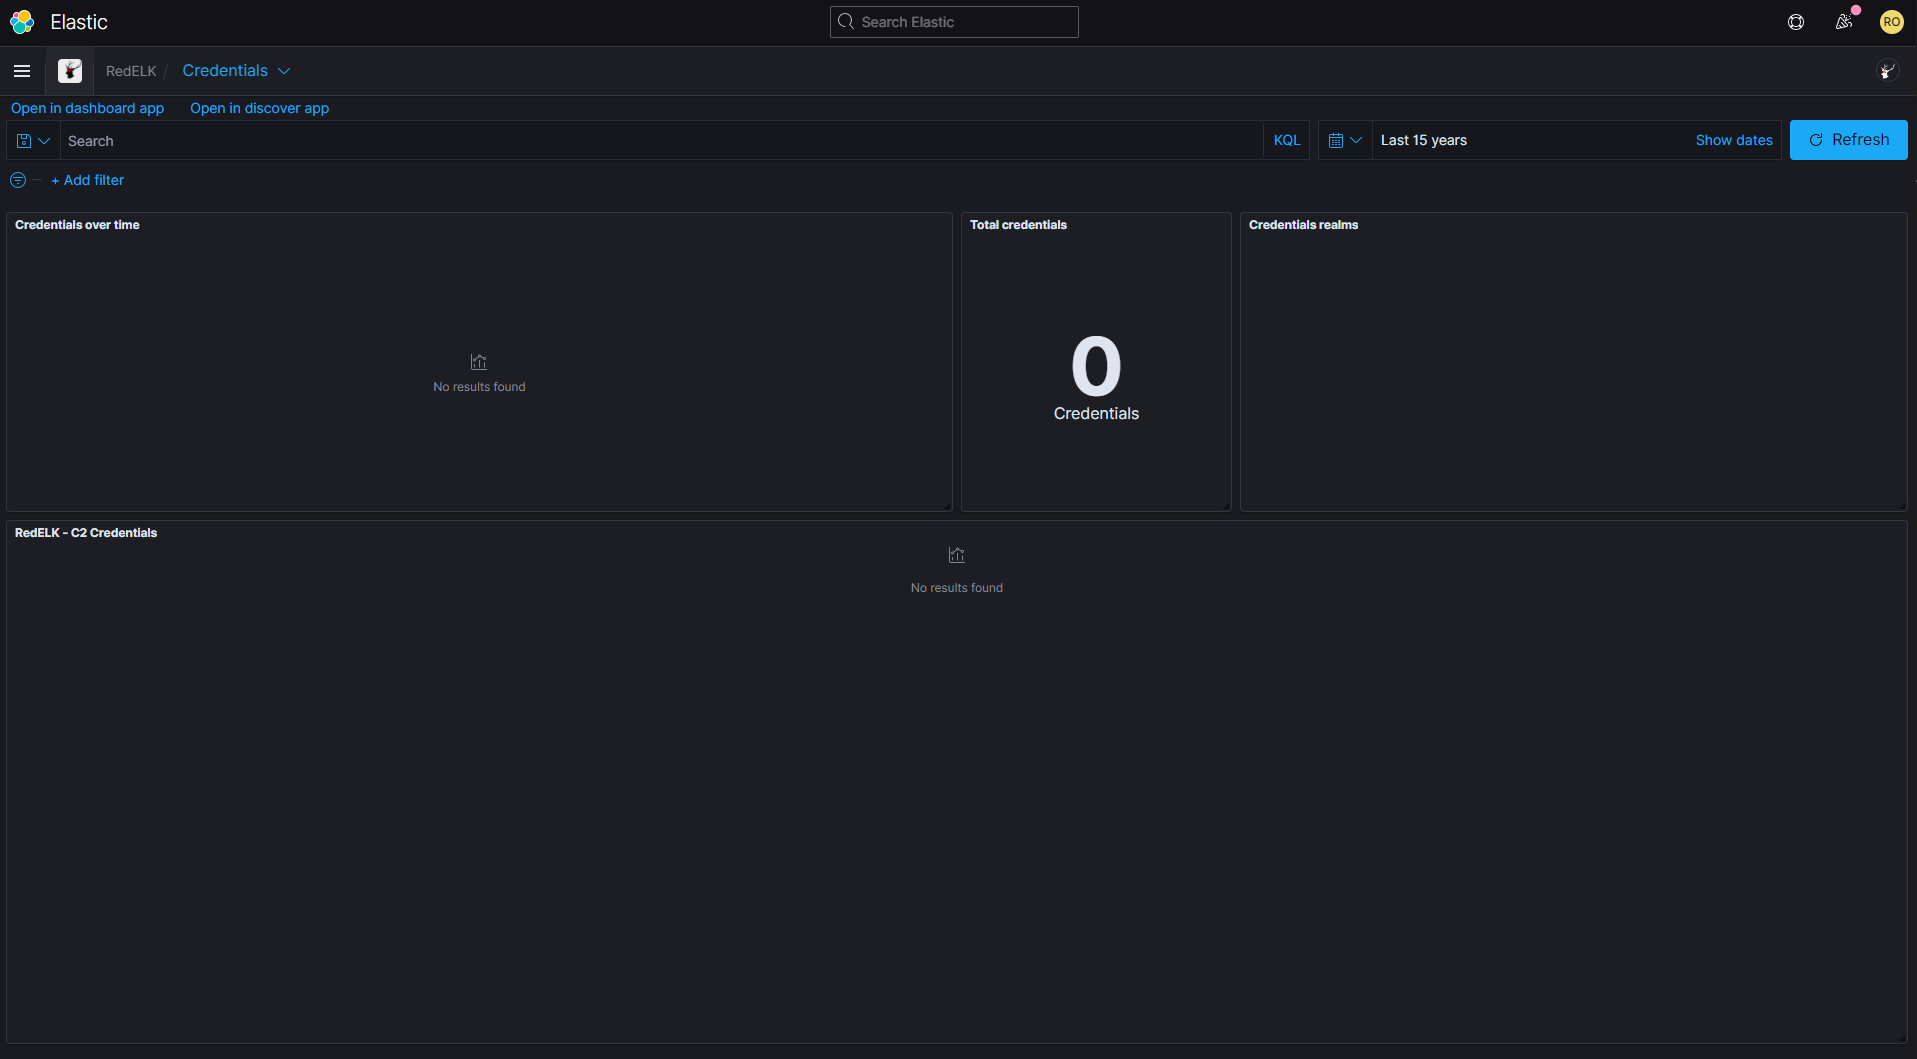 Elastic
Search Elastic
RO
RedELK / Credentials
Open in dashboard app Open in discover app
Search
KQL
Last 15 years
Show dates
Refresh
+ Add filter
Credentials over time
No results found
Total credentials
0
Credentials
Credentials realms
RedELK - C2 Credentials
No results found